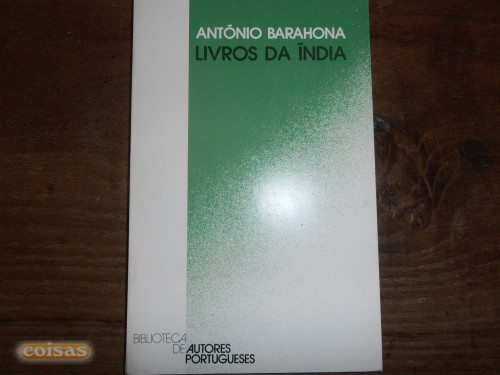 ANTÓNIO BARAHONA
LIVROS DA ÍNDIA
BIBLIOTECA
DE AUTORES
PORTUGUESES
coisas